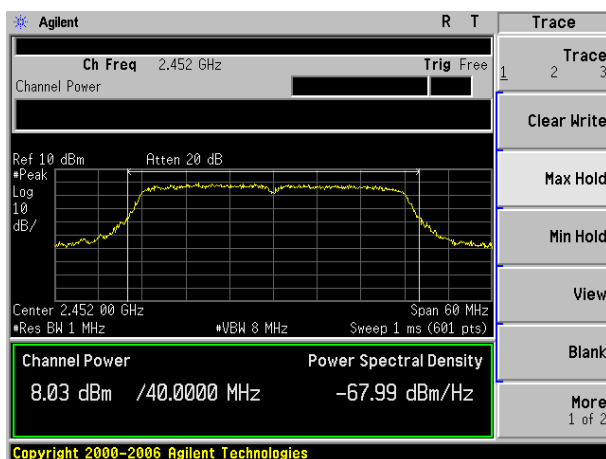 Agilent R T Trace
Ch Freq 2.452 GHz Trig Free
Channel Power
Trace
1 2 3
Clear Write
Max Hold
Min Hold
View
Blank
More
1 of 2
Ref 10 dBm Atten 20 dB
#Peak
Log
10
dB/
Center 2.452 00 GHz Span 60 MHz
#Res BW 1 MHz #VBW 8 MHz Sweep 1 ms (601 pts)
Channel Power Power Spectral Density
8.03 dBm /40.0000 MHz -67.99 dBm/Hz
Copyright 2000-2006 Agilent Technologies